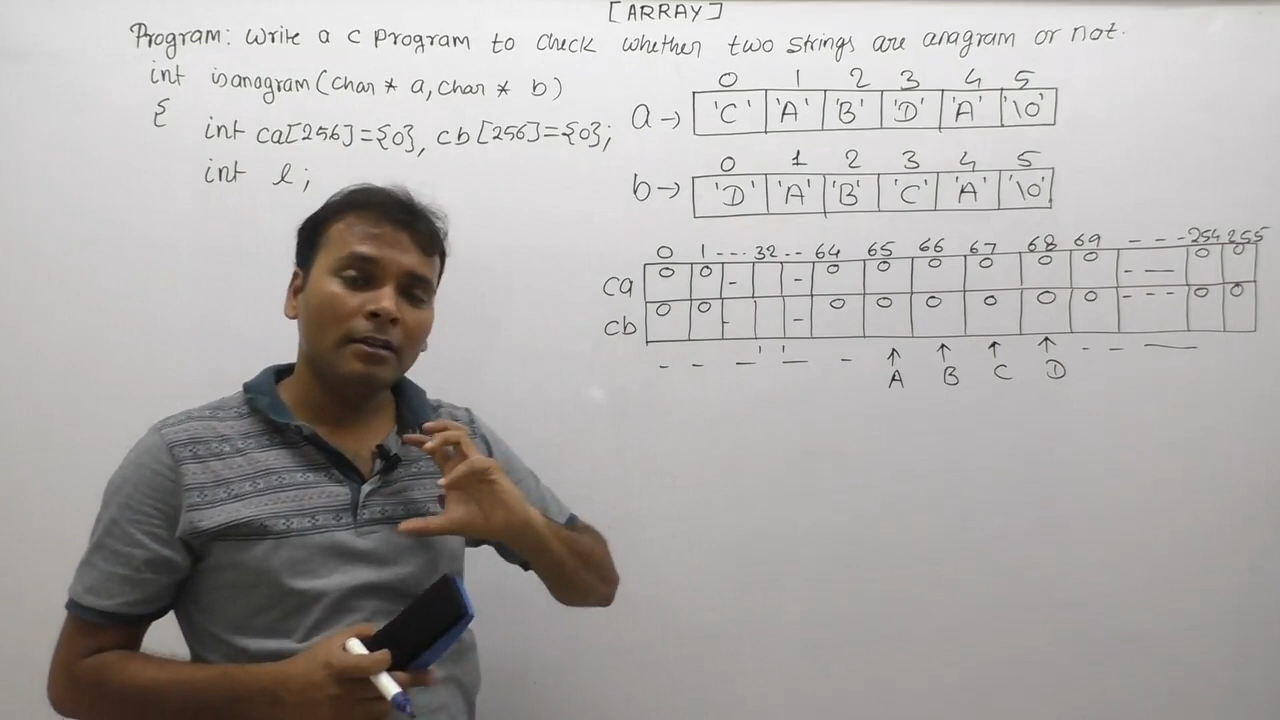 [ARRAY]
Program: Write a c program to check whether two strings are anagram or not.
int isanagram(char * a, char * b)
{
int ca[256]={0}, cb[256]={0};
int l;
0 1 2 3 4 5
a→ 'C' 'A' 'B' 'D' 'A' '\0'
0 1 2 3 4 5
b→ 'D' 'A' 'B' 'C' 'A' '\0'
0 1 --- 32 -- 64 65 66 67 68 69 --- 254 255
ca 0 0 - - 0 0 0 0 0 0 - — 0 0
cb 0 0 - - 0 0 0 0 0 0 --- 0 0
- - —' '— - ↑ ↑ ↑ ↑ - - —
A B C D